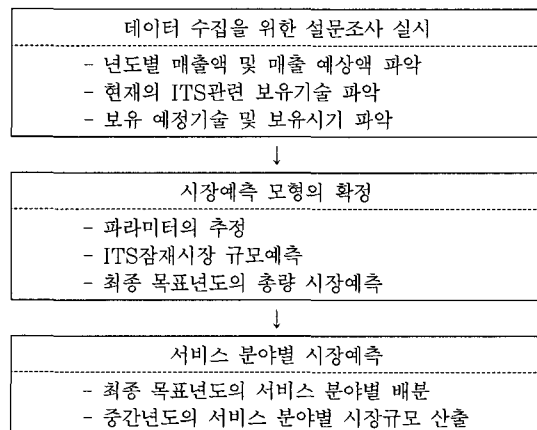 데이터 수집을 위한 설문조사 실시
- 년도별 매출액 및 매출 예상액 파악
- 현재의 ITS관련 보유기술 파악
- 보유 예정기술 및 보유시기 파악
↓
시장예측 모형의 확정
- 파라미터의 추정
- ITS잠재시장 규모예측
- 최종 목표년도의 총량 시장예측
↓
서비스 분야별 시장예측
- 최종 목표년도의 서비스 분야별 배분
- 중간년도의 서비스 분야별 시장규모 산출